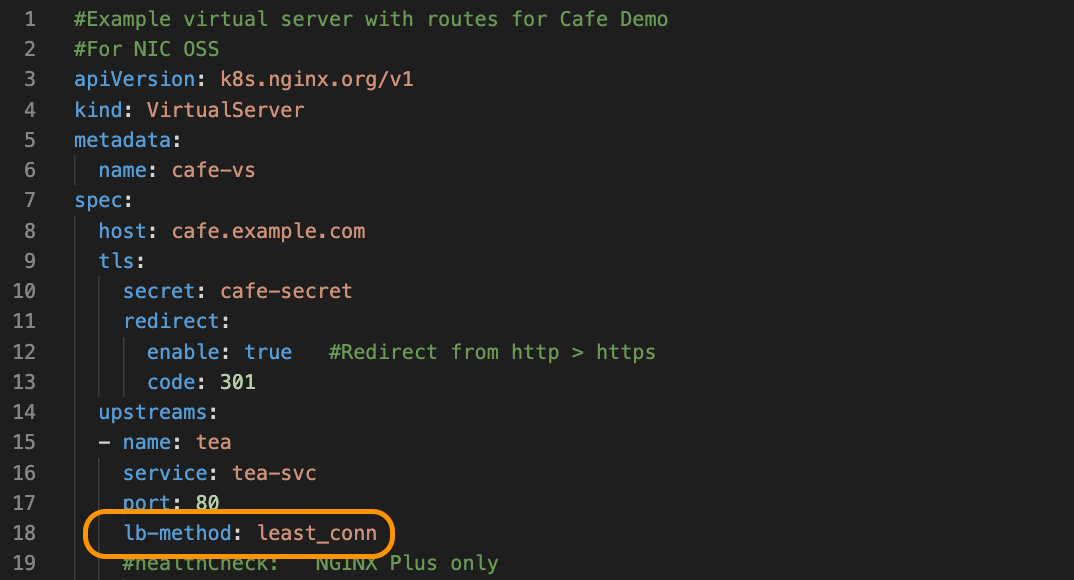 1 #Example virtual server with routes for Cafe Demo
2 #For NIC OSS
3 apiVersion: k8s.nginx.org/v1
4 kind: VirtualServer
5 metadata:
6   name: cafe-vs
7 spec:
8   host: cafe.example.com
9   tls:
10     secret: cafe-secret
11     redirect:
12       enable: true   #Redirect from http > https
13       code: 301
14   upstreams:
15   - name: tea
16     service: tea-svc
17     port: 80
18     lb-method: least_conn
19     #healthCheck:   NGINX Plus only